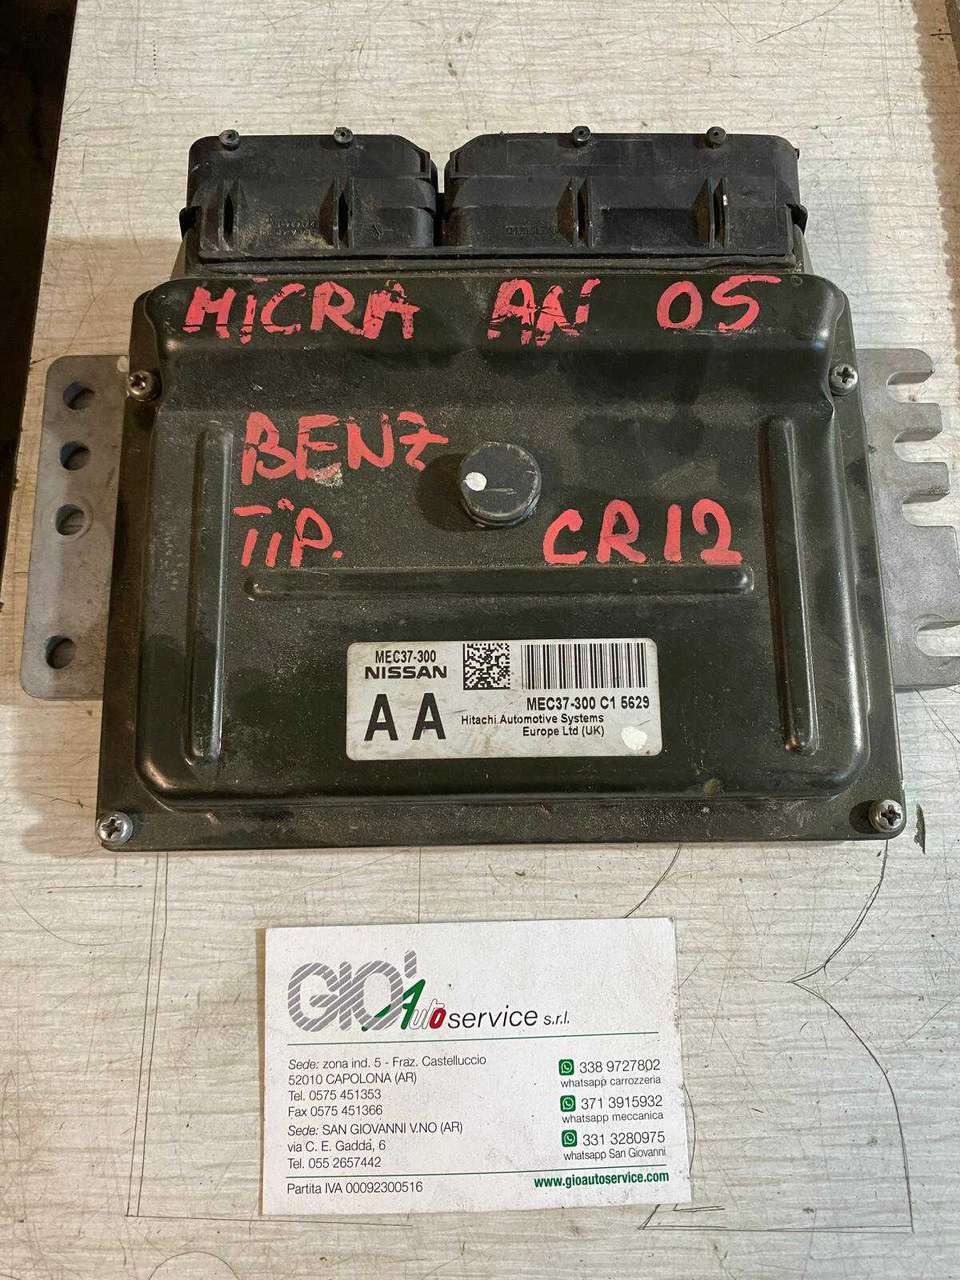 MICRA AN 05
BENZ
TIP. CR12
MEC37-300
NISSAN
AA
MEC37-300 C1 5629
Hitachi Automotive Systems
Europe Ltd (UK)
GIO' Autoservice s.r.l.
Sede: zona ind. 5 - Fraz. Castelluccio
52010 CAPOLONA (AR)
Tel. 0575 451353
Fax 0575 451366
Sede: SAN GIOVANNI V.NO (AR)
via C. E. Gadda, 6
Tel. 055 2657442
338 9727802
whatsapp carrozzeria
371 3915932
whatsapp meccanica
331 3280975
whatsapp San Giovanni
Partita IVA 00092300516
www.gioautoservice.com